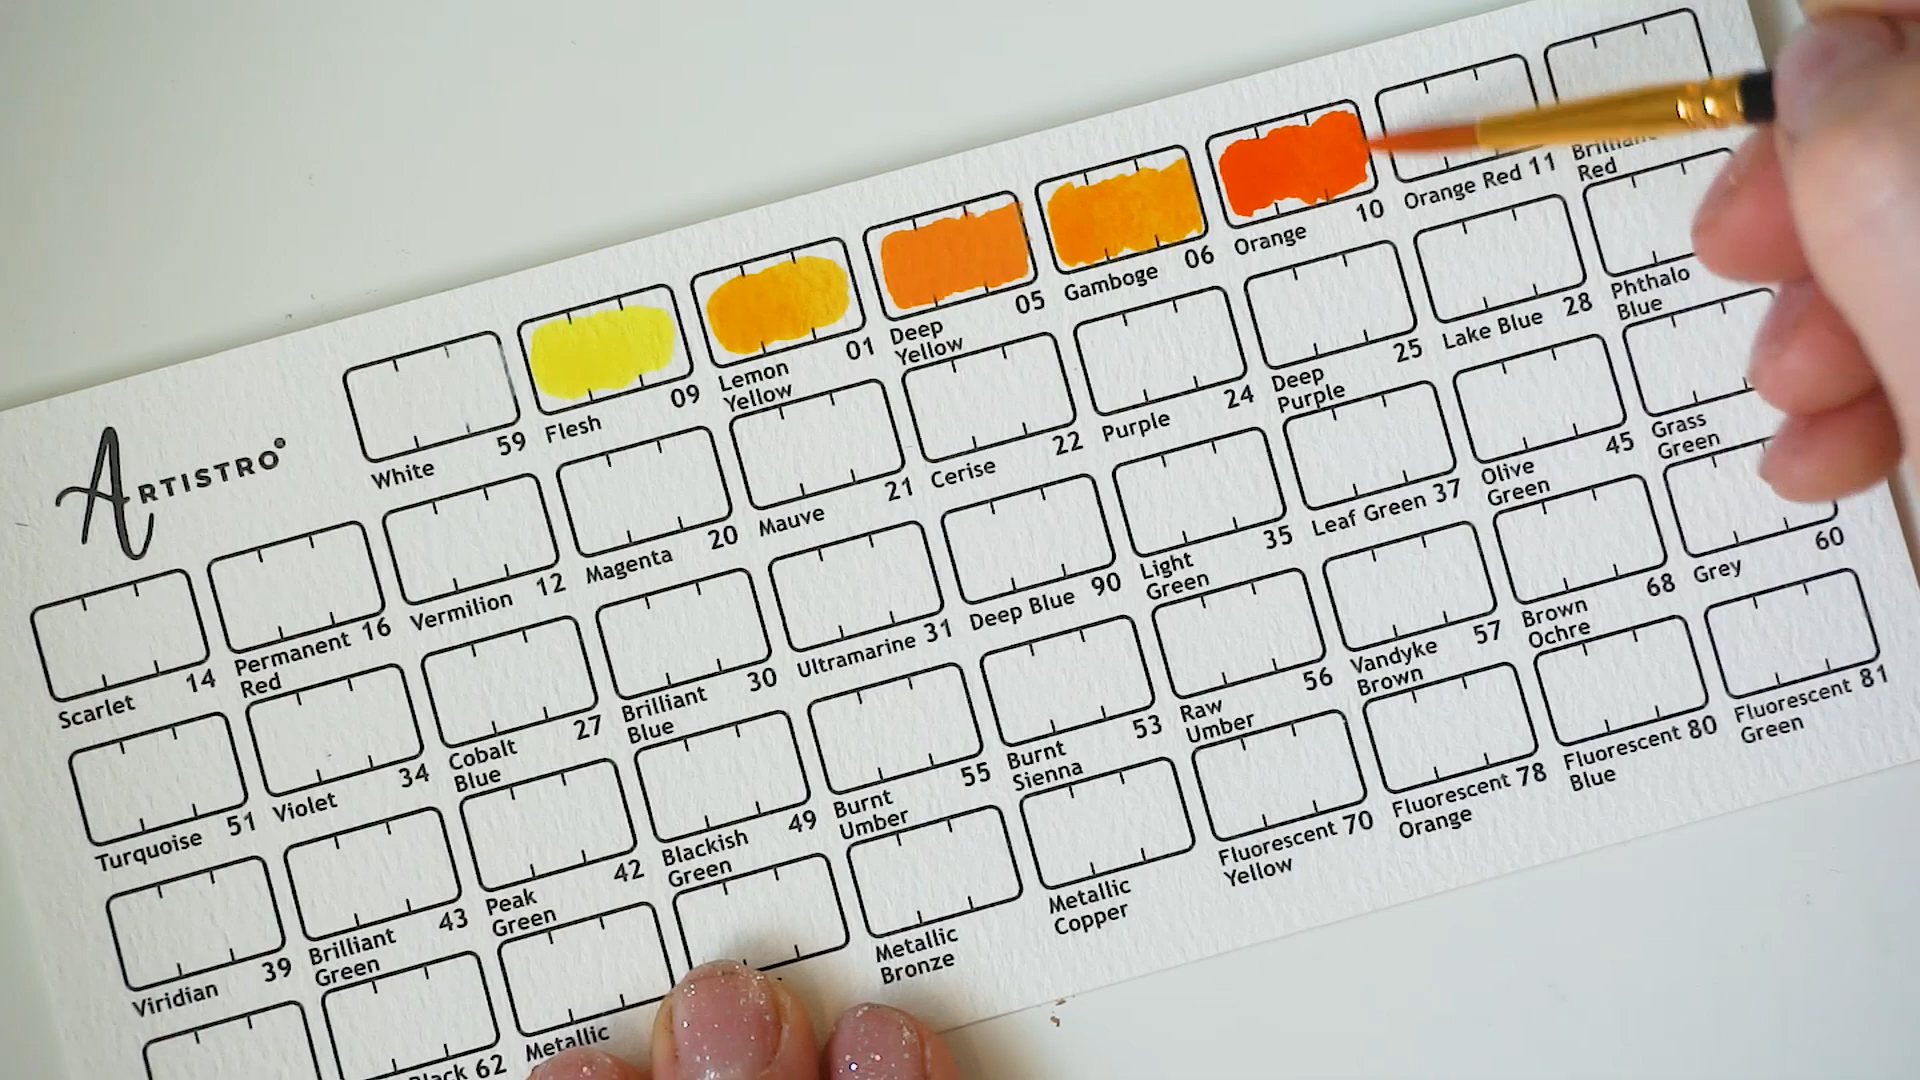 ARTISTRO
White 59
Flesh 09
Lemon 01
Yellow
Deep 05
Yellow
Gamboge 06
Orange 10
Orange Red 11
Brilliant
Red
Scarlet 14
Permanent 16
Red
Vermilion 12
Magenta 20
Mauve 21
Cerise 22
Purple 24
Deep 25
Purple
Lake Blue 28
Phthalo
Blue
Turquoise 51
Violet 34
Cobalt 27
Blue
Brilliant 30
Blue
Ultramarine 31
Deep Blue 90
Light 35
Green
Leaf Green 37
Olive 45
Green
Grass
Green
Viridian 39
Brilliant 43
Green
Peak 42
Green
Blackish 49
Green
Burnt 55
Umber
Burnt 53
Sienna
Raw 56
Umber
Vandyke 57
Brown
Brown 68
Ochre
Grey 60
Black 62
Metallic
Metallic
Bronze
Metallic
Copper
Fluorescent 70
Yellow
Fluorescent 78
Orange
Fluorescent 80
Blue
Fluorescent 81
Green